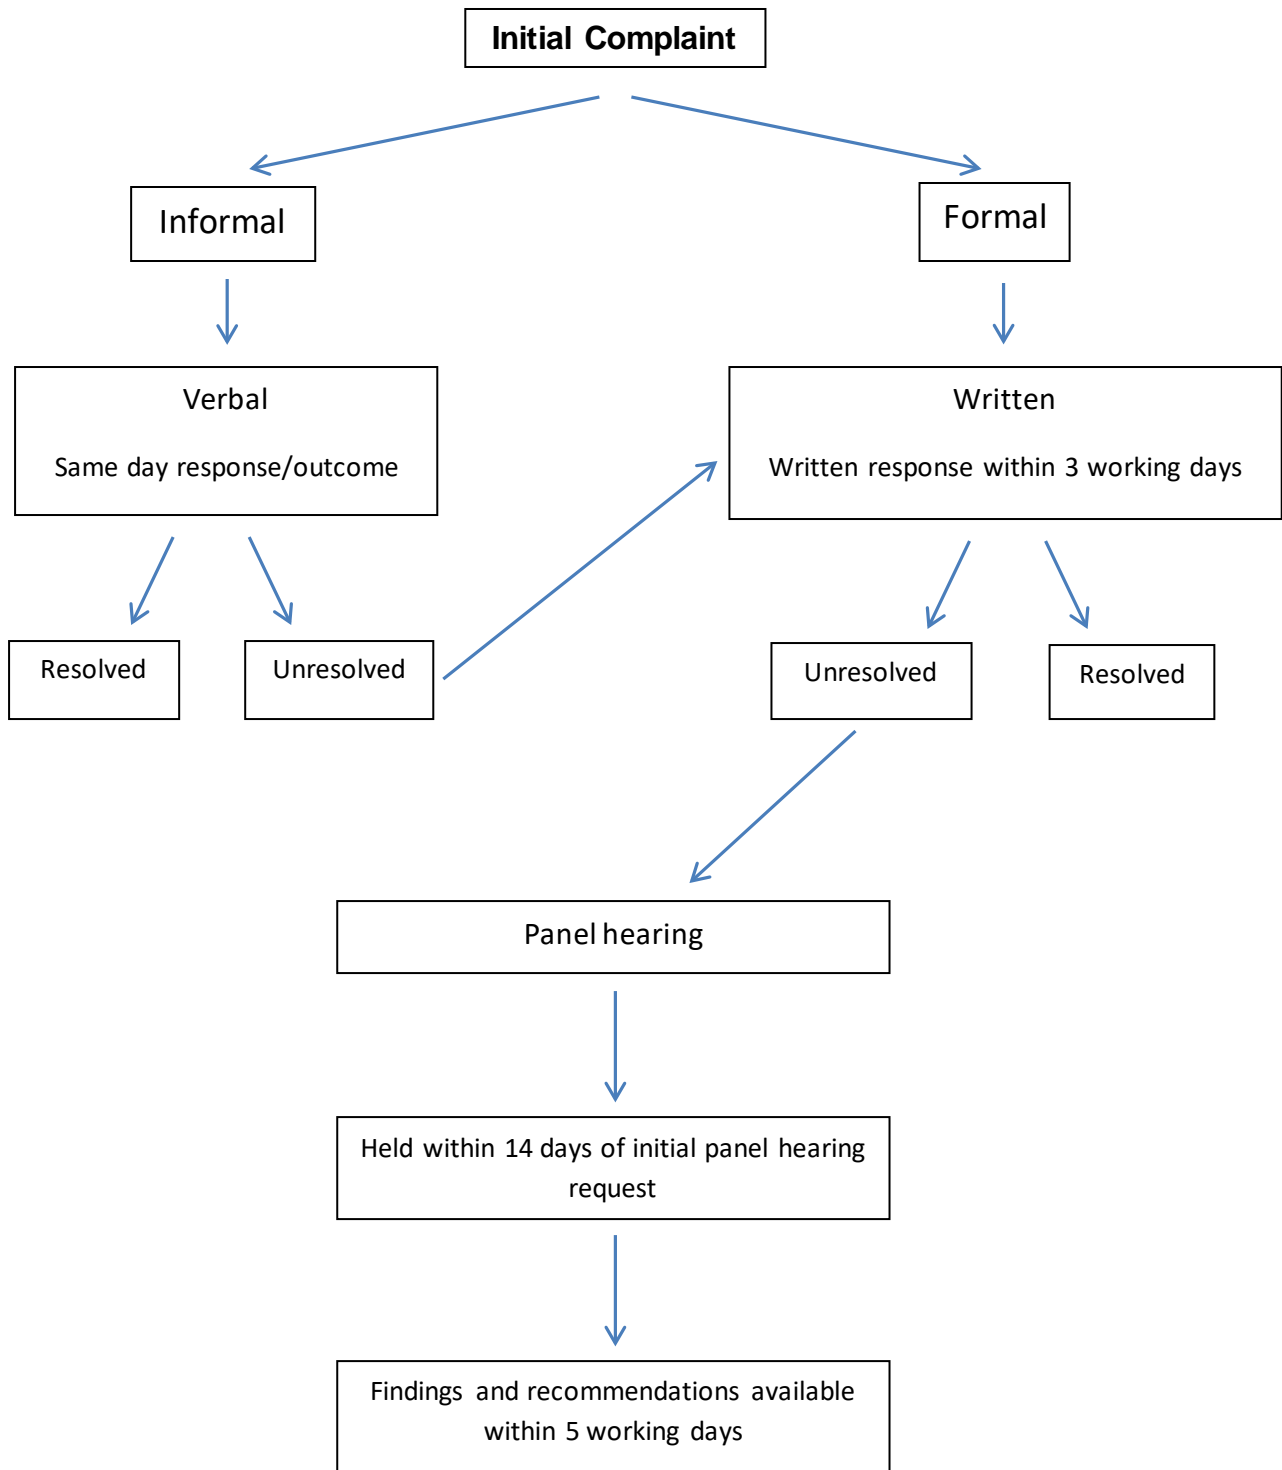 Initial Complaint
Informal
Formal
Verbal
Same day response/outcome
Written
Written response within 3 working days
Resolved
Unresolved
Unresolved
Resolved
Panel hearing
Held within 14 days of initial panel hearing
request
Findings and recommendations available
within 5 working days